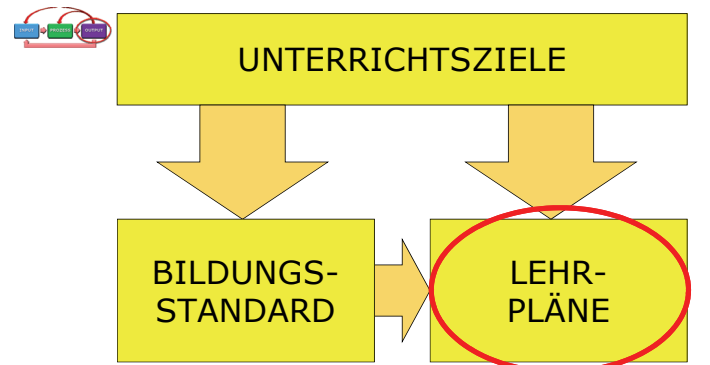 INPUT
PROZESS
OUTPUT
UNTERRICHTSZIELE
BILDUNGS-
STANDARD
LEHR-
PLÄNE